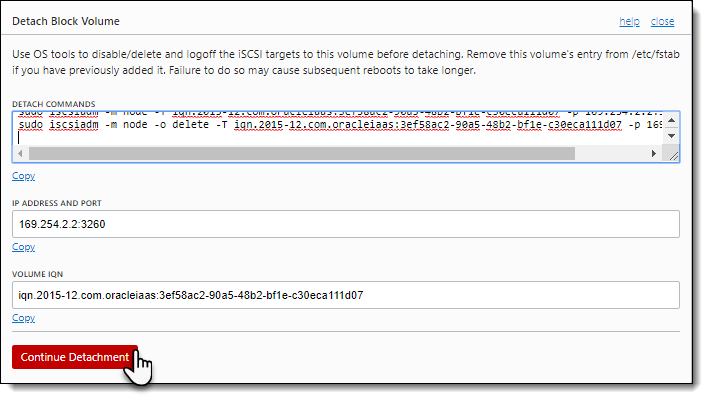 Detach Block Volume help close
Use OS tools to disable/delete and logoff the iSCSI targets to this volume before detaching. Remove this volume's entry from /etc/fstab
if you have previously added it. Failure to do so may cause subsequent reboots to take longer.
DETACH COMMANDS
sudo iscsiadm -m node -T iqn.2015-12.com.oracleiaas:3ef58ac2-90a5-48b2-bf1e-c30eca111d07 -p
sudo iscsiadm -m node -o delete -T iqn.2015-12.com.oracleiaas:3ef58ac2-90a5-48b2-bf1e-c30eca111d07 -p
Copy
IP ADDRESS AND PORT
169.254.2.2:3260
Copy
VOLUME IQN
iqn.2015-12.com.oracleiaas:3ef58ac2-90a5-48b2-bf1e-c30eca111d07
Copy
Continue Detachment